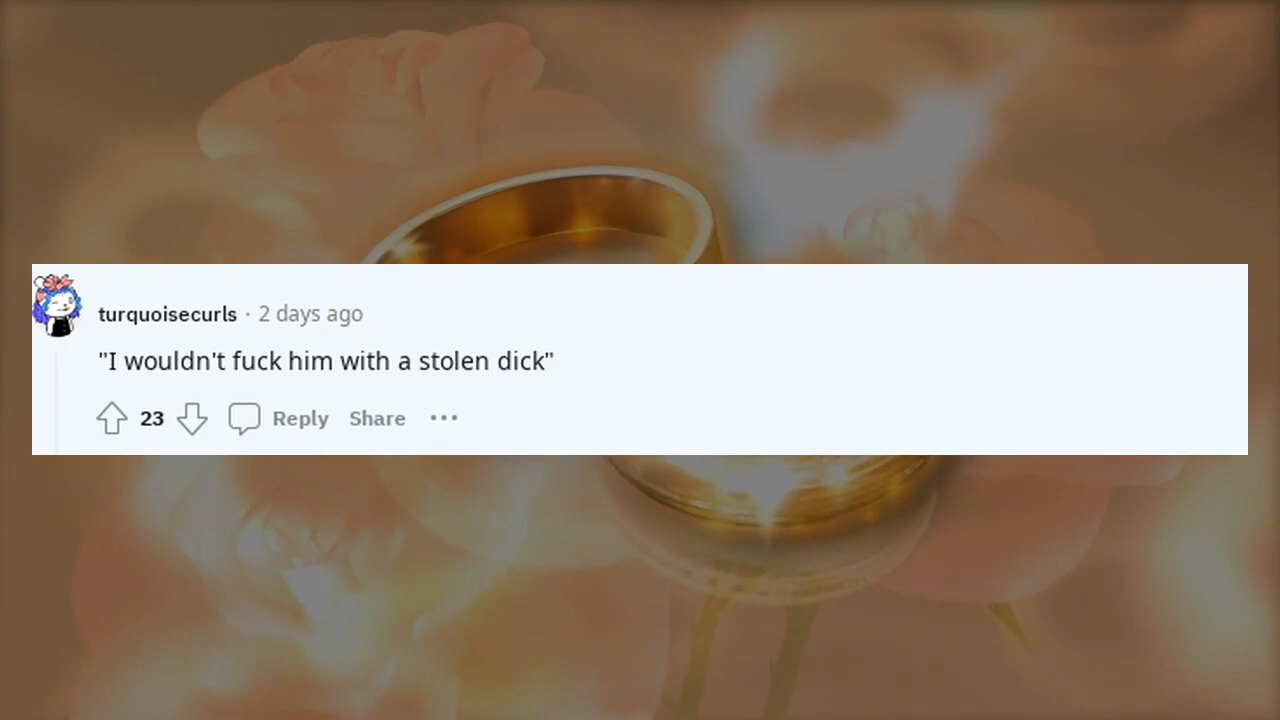 turquoisecurls · 2 days ago
"I wouldn't fuck him with a stolen dick"
23 Reply Share ···